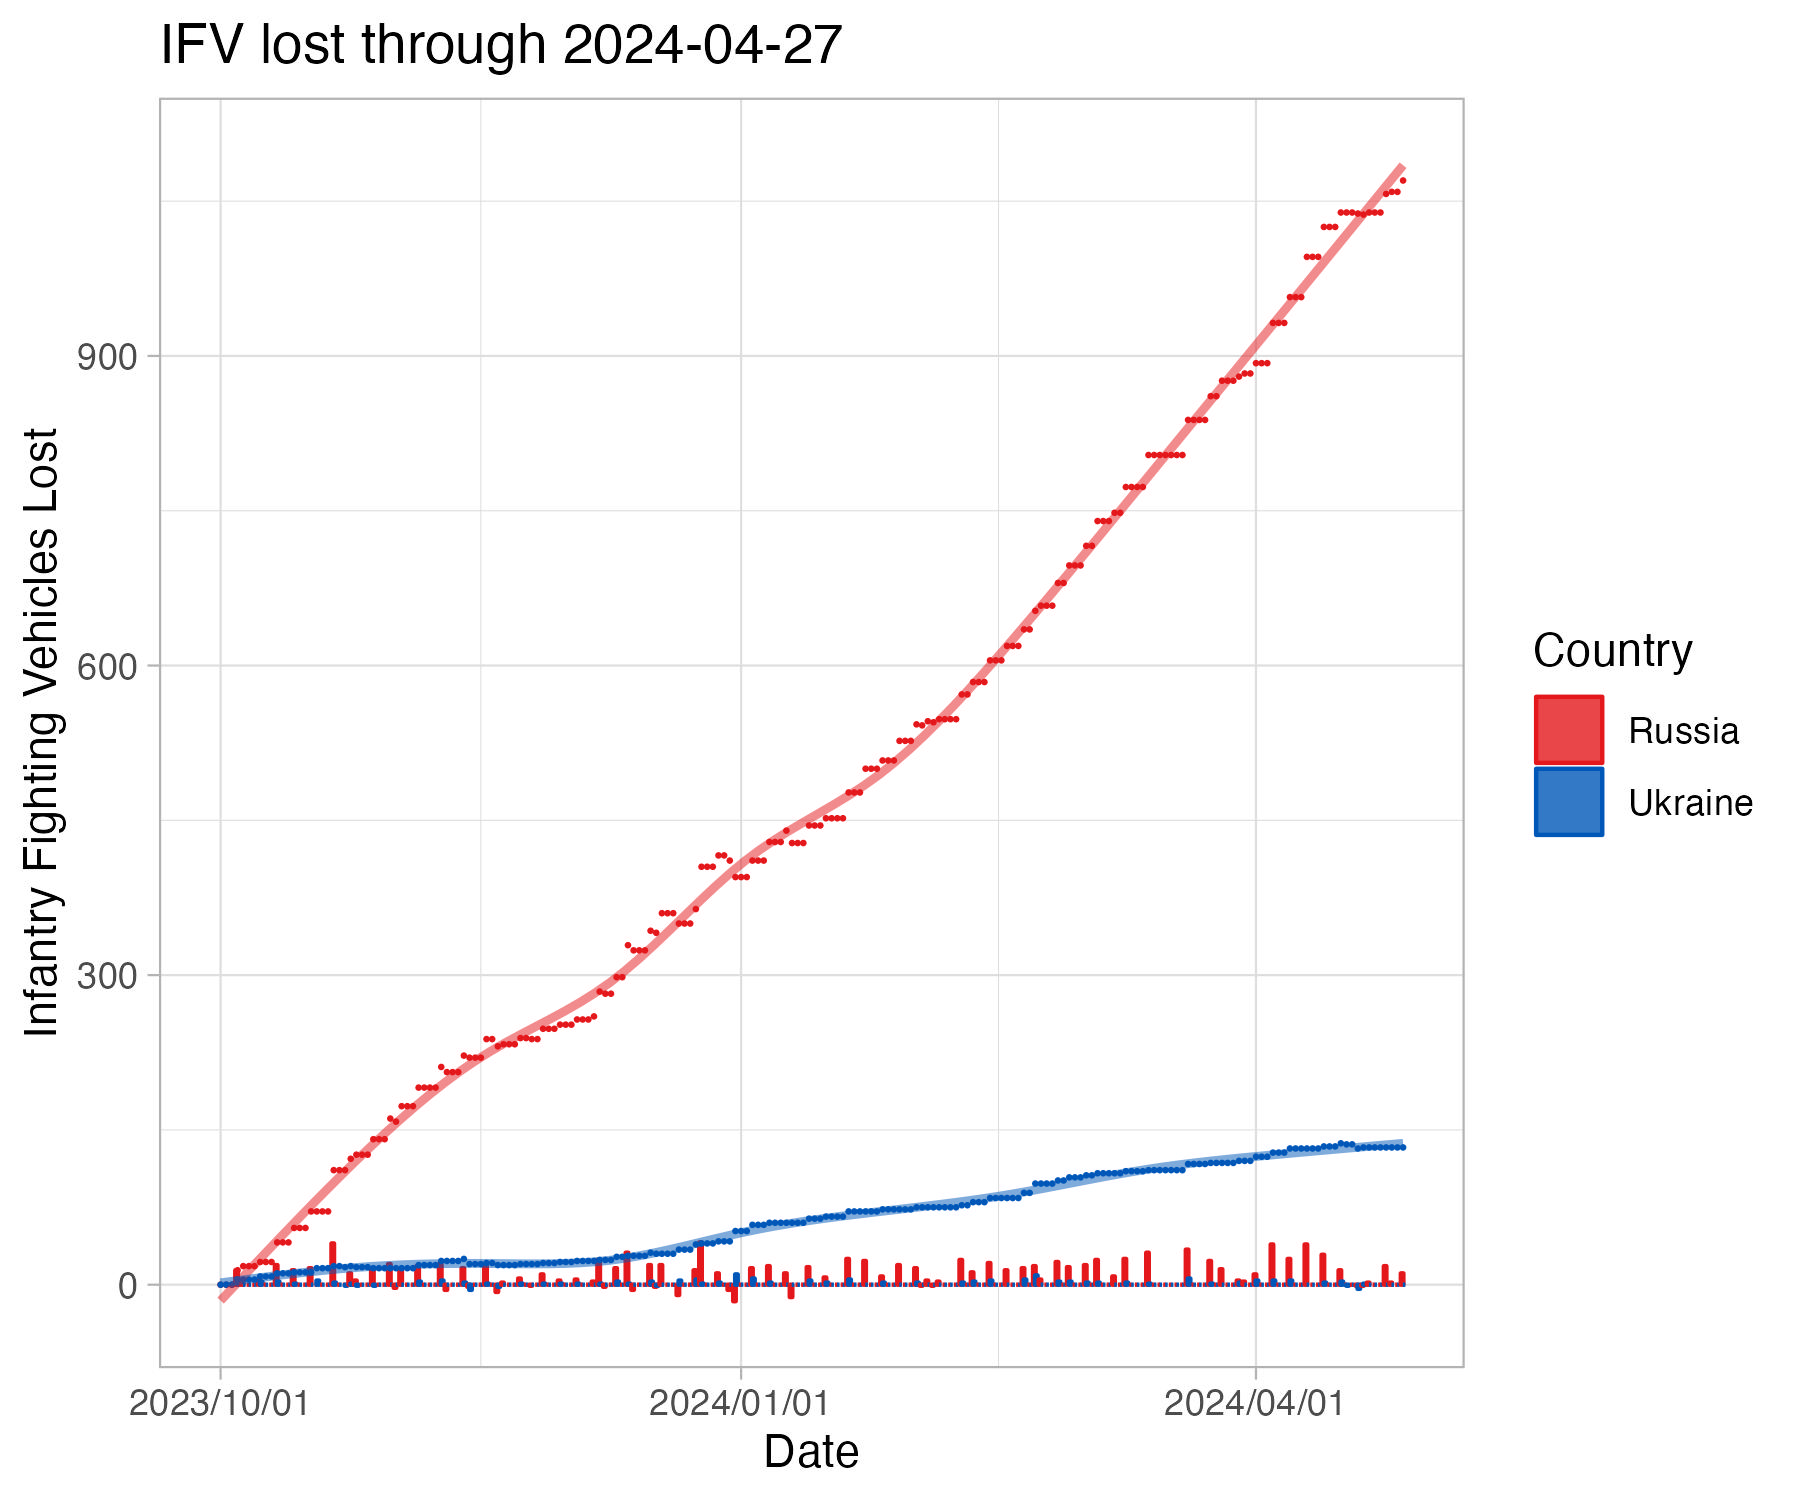 IFV lost through 2024-04-27
Infantry Fighting Vehicles Lost
900
600
300
0
2023/10/01
2024/01/01
2024/04/01
Date
Country
Russia
Ukraine